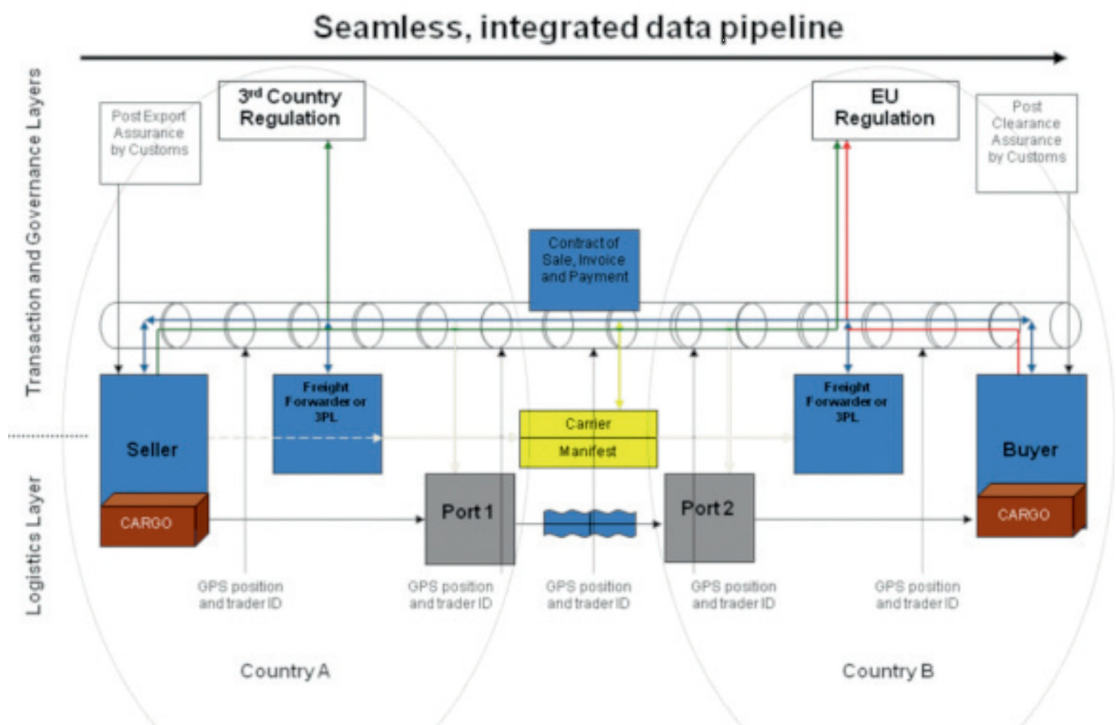 Seamless, integrated data pipeline
Transaction and Governance Layers
Logistics Layer
Post Export
Assurance
by Customs
3rd Country
Regulation
EU
Regulation
Post
Clearance
Assurance
by Customs
Contract of
Sale, Invoice
and Payment
Seller
CARGO
Freight
Forwarder or
3PL
Carrier
Manifest
Freight
Forwarder or
3PL
Buyer
CARGO
Port 1
Port 2
GPS position
and trader ID
GPS position
and trader ID
GPS position
and trader ID
GPS position
and trader ID
GPS position
and trader ID
Country A
Country B